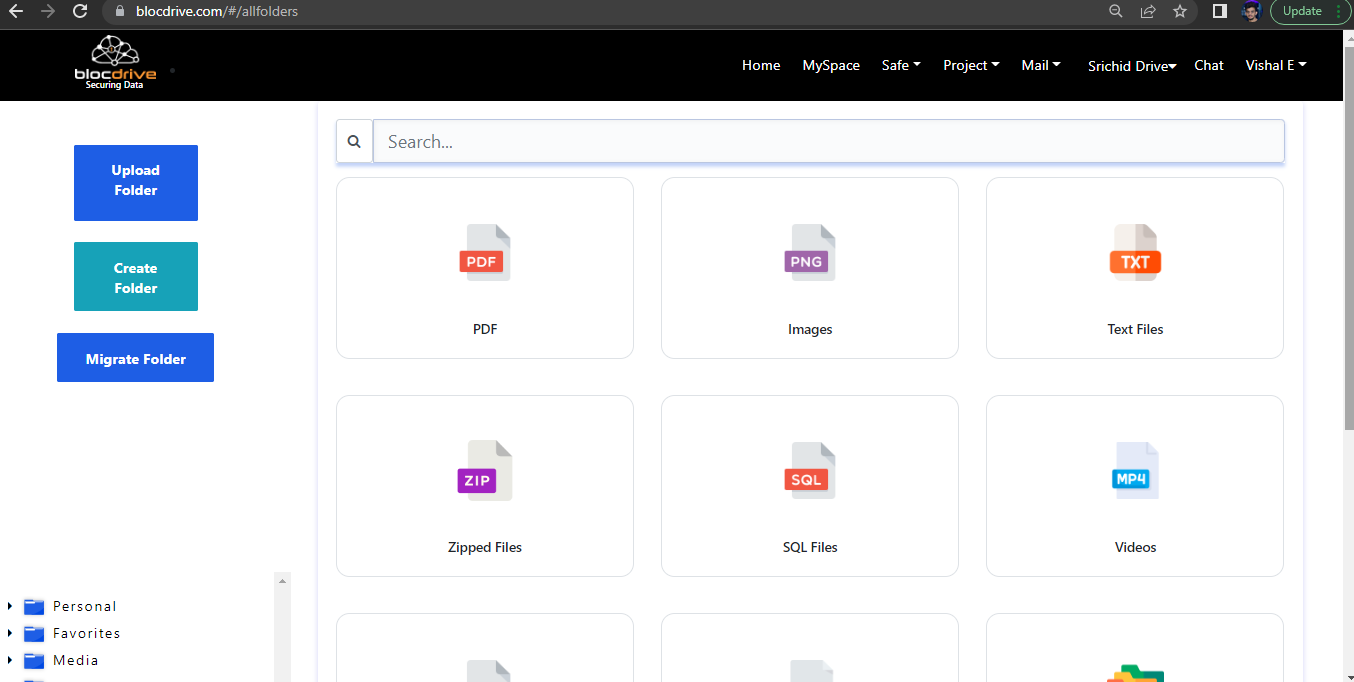 blocdrive.com/#/allfolders
Update
blocdrive
Securing Data
Home MySpace Safe Project Mail Srichid Drive Chat Vishal E
Upload
Folder
Create
Folder
Migrate Folder
Personal
Favorites
Media
Search...
PDF
PDF
PNG
Images
TXT
Text Files
ZIP
Zipped Files
SQL
SQL Files
MP4
Videos